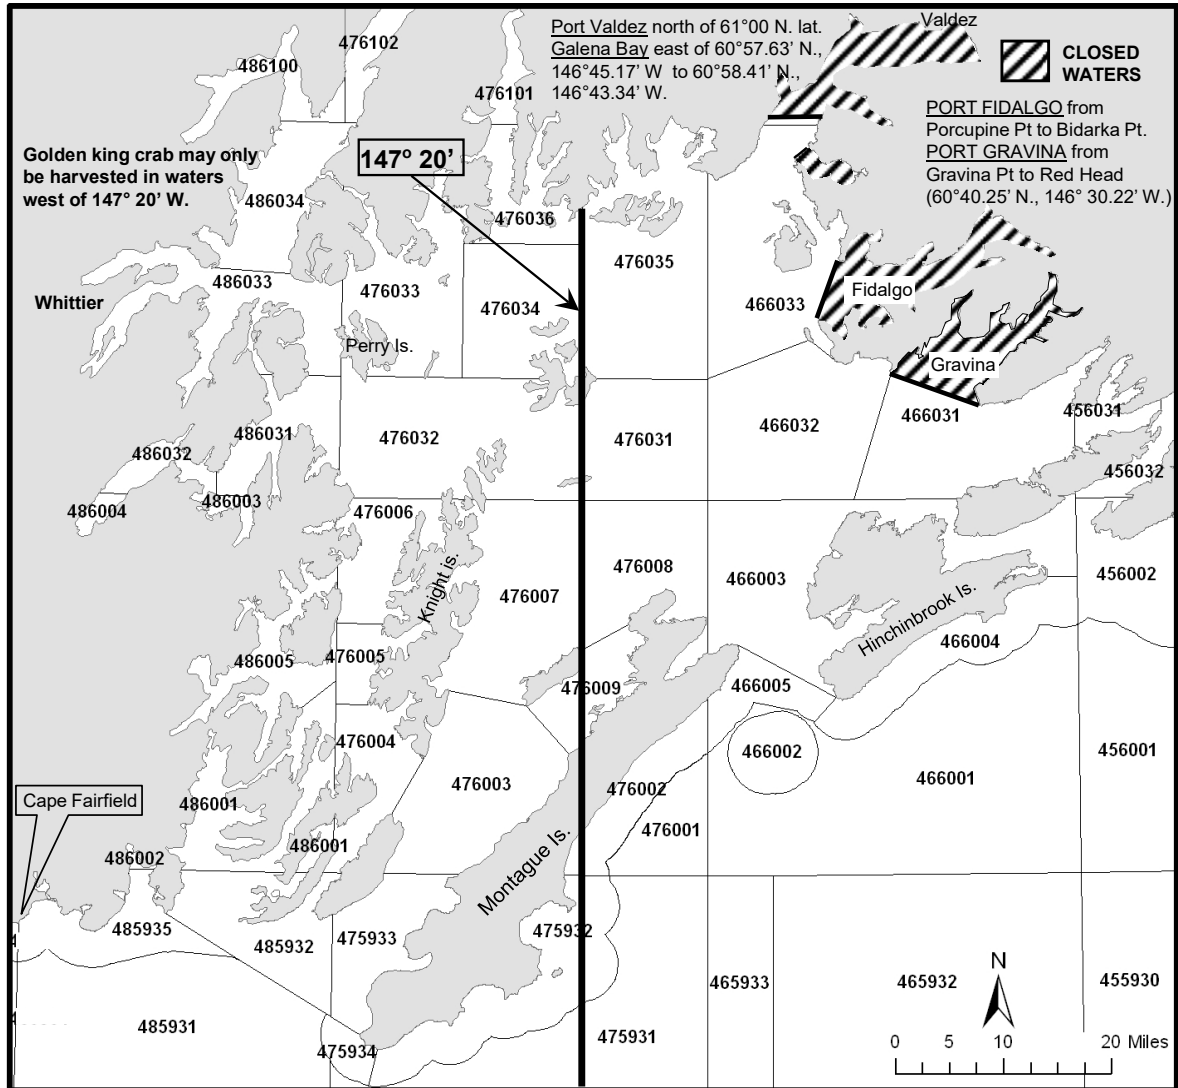 Port Valdez north of 61°00 N. lat.
Galena Bay east of 60°57.63’ N.,
146°45.17’ W to 60°58.41’ N.,
146°43.34’ W.
Valdez
CLOSED
WATERS
PORT FIDALGO from
Porcupine Pt to Bidarka Pt.
PORT GRAVINA from
Gravina Pt to Red Head
(60°40.25’ N., 146° 30.22’ W.)
476102
486100
476101
Golden king crab may only
be harvested in waters
west of 147° 20’ W.
147° 20’
486034
476036
476035
486033
476033
476034
466033
Fidalgo
Whittier
Perry Is.
Gravina
486031
476032
476031
466032
466031
456031
486032
456032
486004
486003
476006
Knight is.
476007
476008
466003
456002
Hinchinbrook Is.
466004
486005
476005
476009
466005
476004
466002
456001
476003
476002
466001
Cape Fairfield
486001
476001
486001
486002
Montague Is.
485935
485932
475933
475932
465933
465932
455930
N
485931
475934
475931
0 5 10 20 Miles